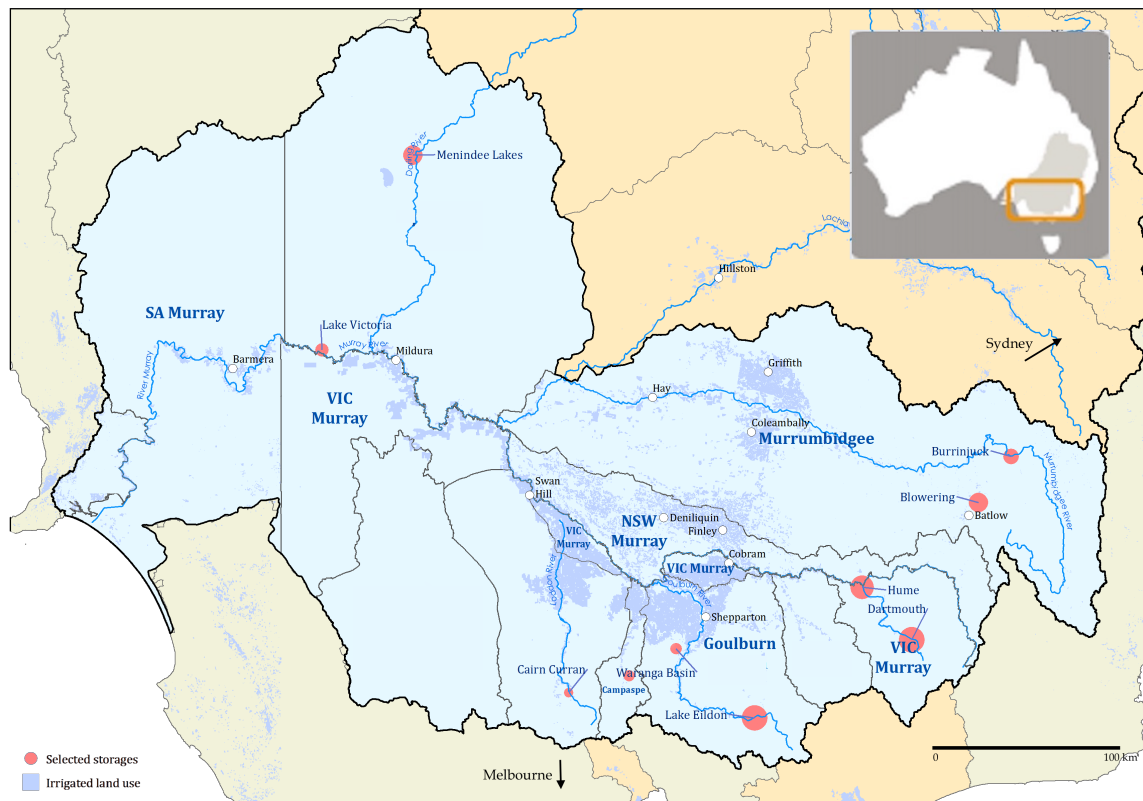 Darling River
Menindee Lakes
Lachla
Hillston
SA Murray
Lake Victoria
Murray River
Mildura
Sydney
River Murray
Barmera
Griffith
VIC
Murray
Hay
Coleambally
Murrumbidgee
Burrinjuck
Murrumbidgee River
Swan
Hill
Blowering
Batlow
NSW
Murray
Deniliquin
Finley
VIC
Murray
Cobram
VIC Murray
Loddon River
Goulburn River
Hume
Dartmouth
Shepparton
Goulburn
VIC
Murray
Cairn Curran
Waranga Basin
Campaspe
Lake Eildon
Selected storages
Irrigated land use
Melbourne
0
100 km